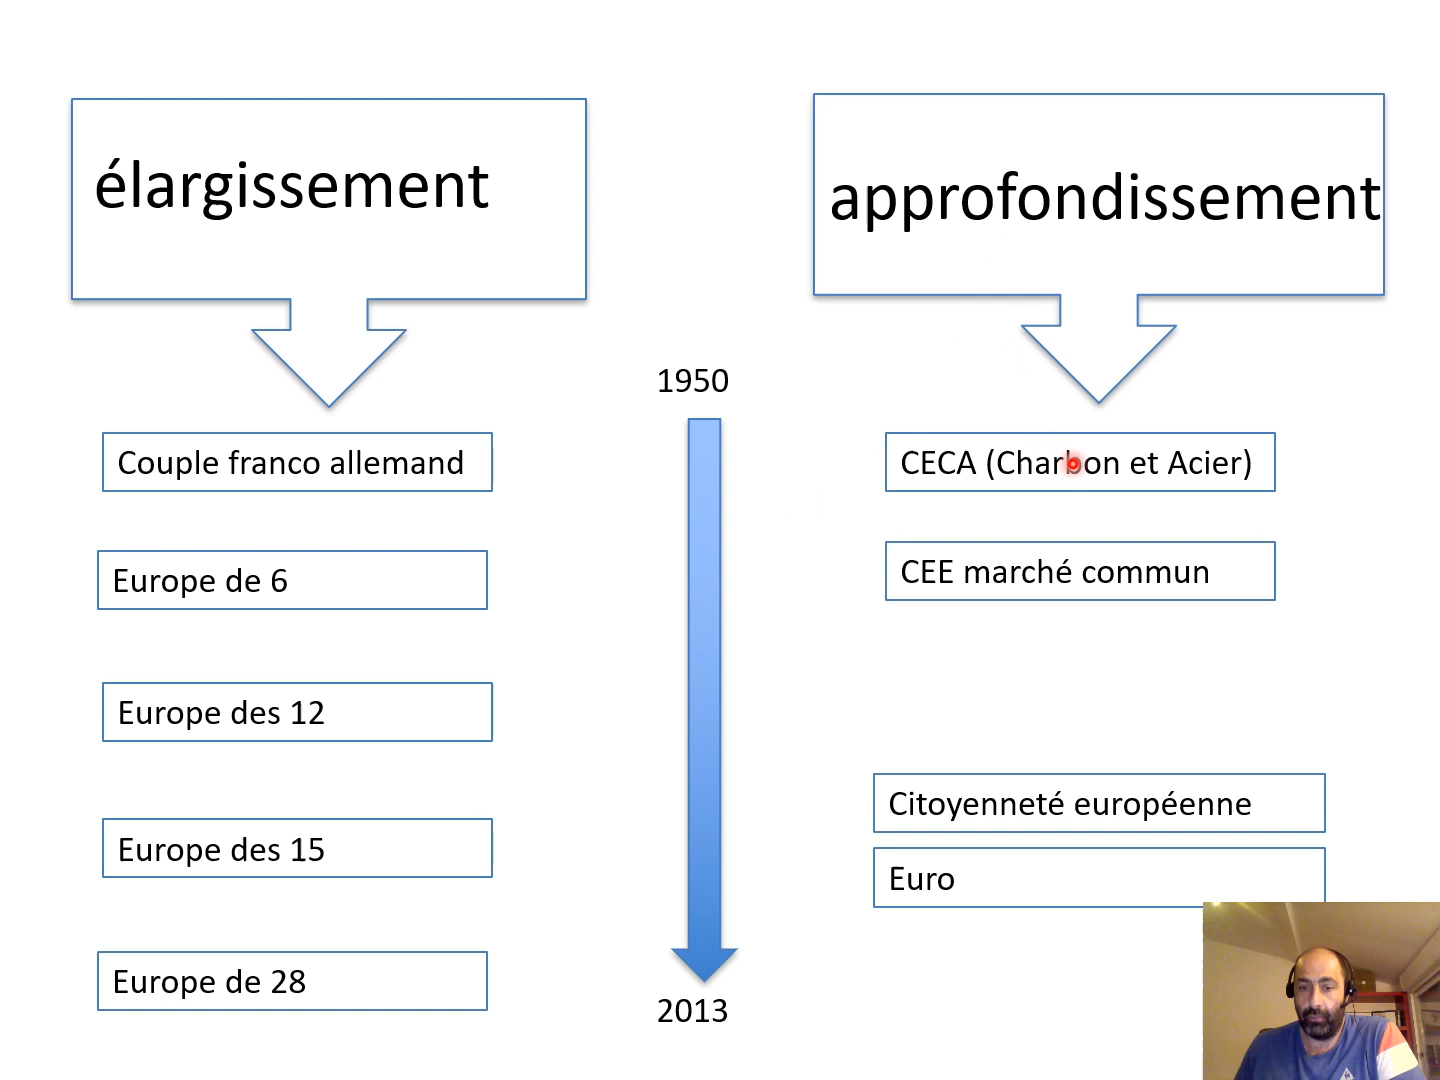 élargissement
approfondissement
1950
Couple franco allemand
CECA (Charbon et Acier)
Europe de 6
CEE marché commun
Europe des 12
Citoyenneté européenne
Europe des 15
Euro
Europe de 28
2013